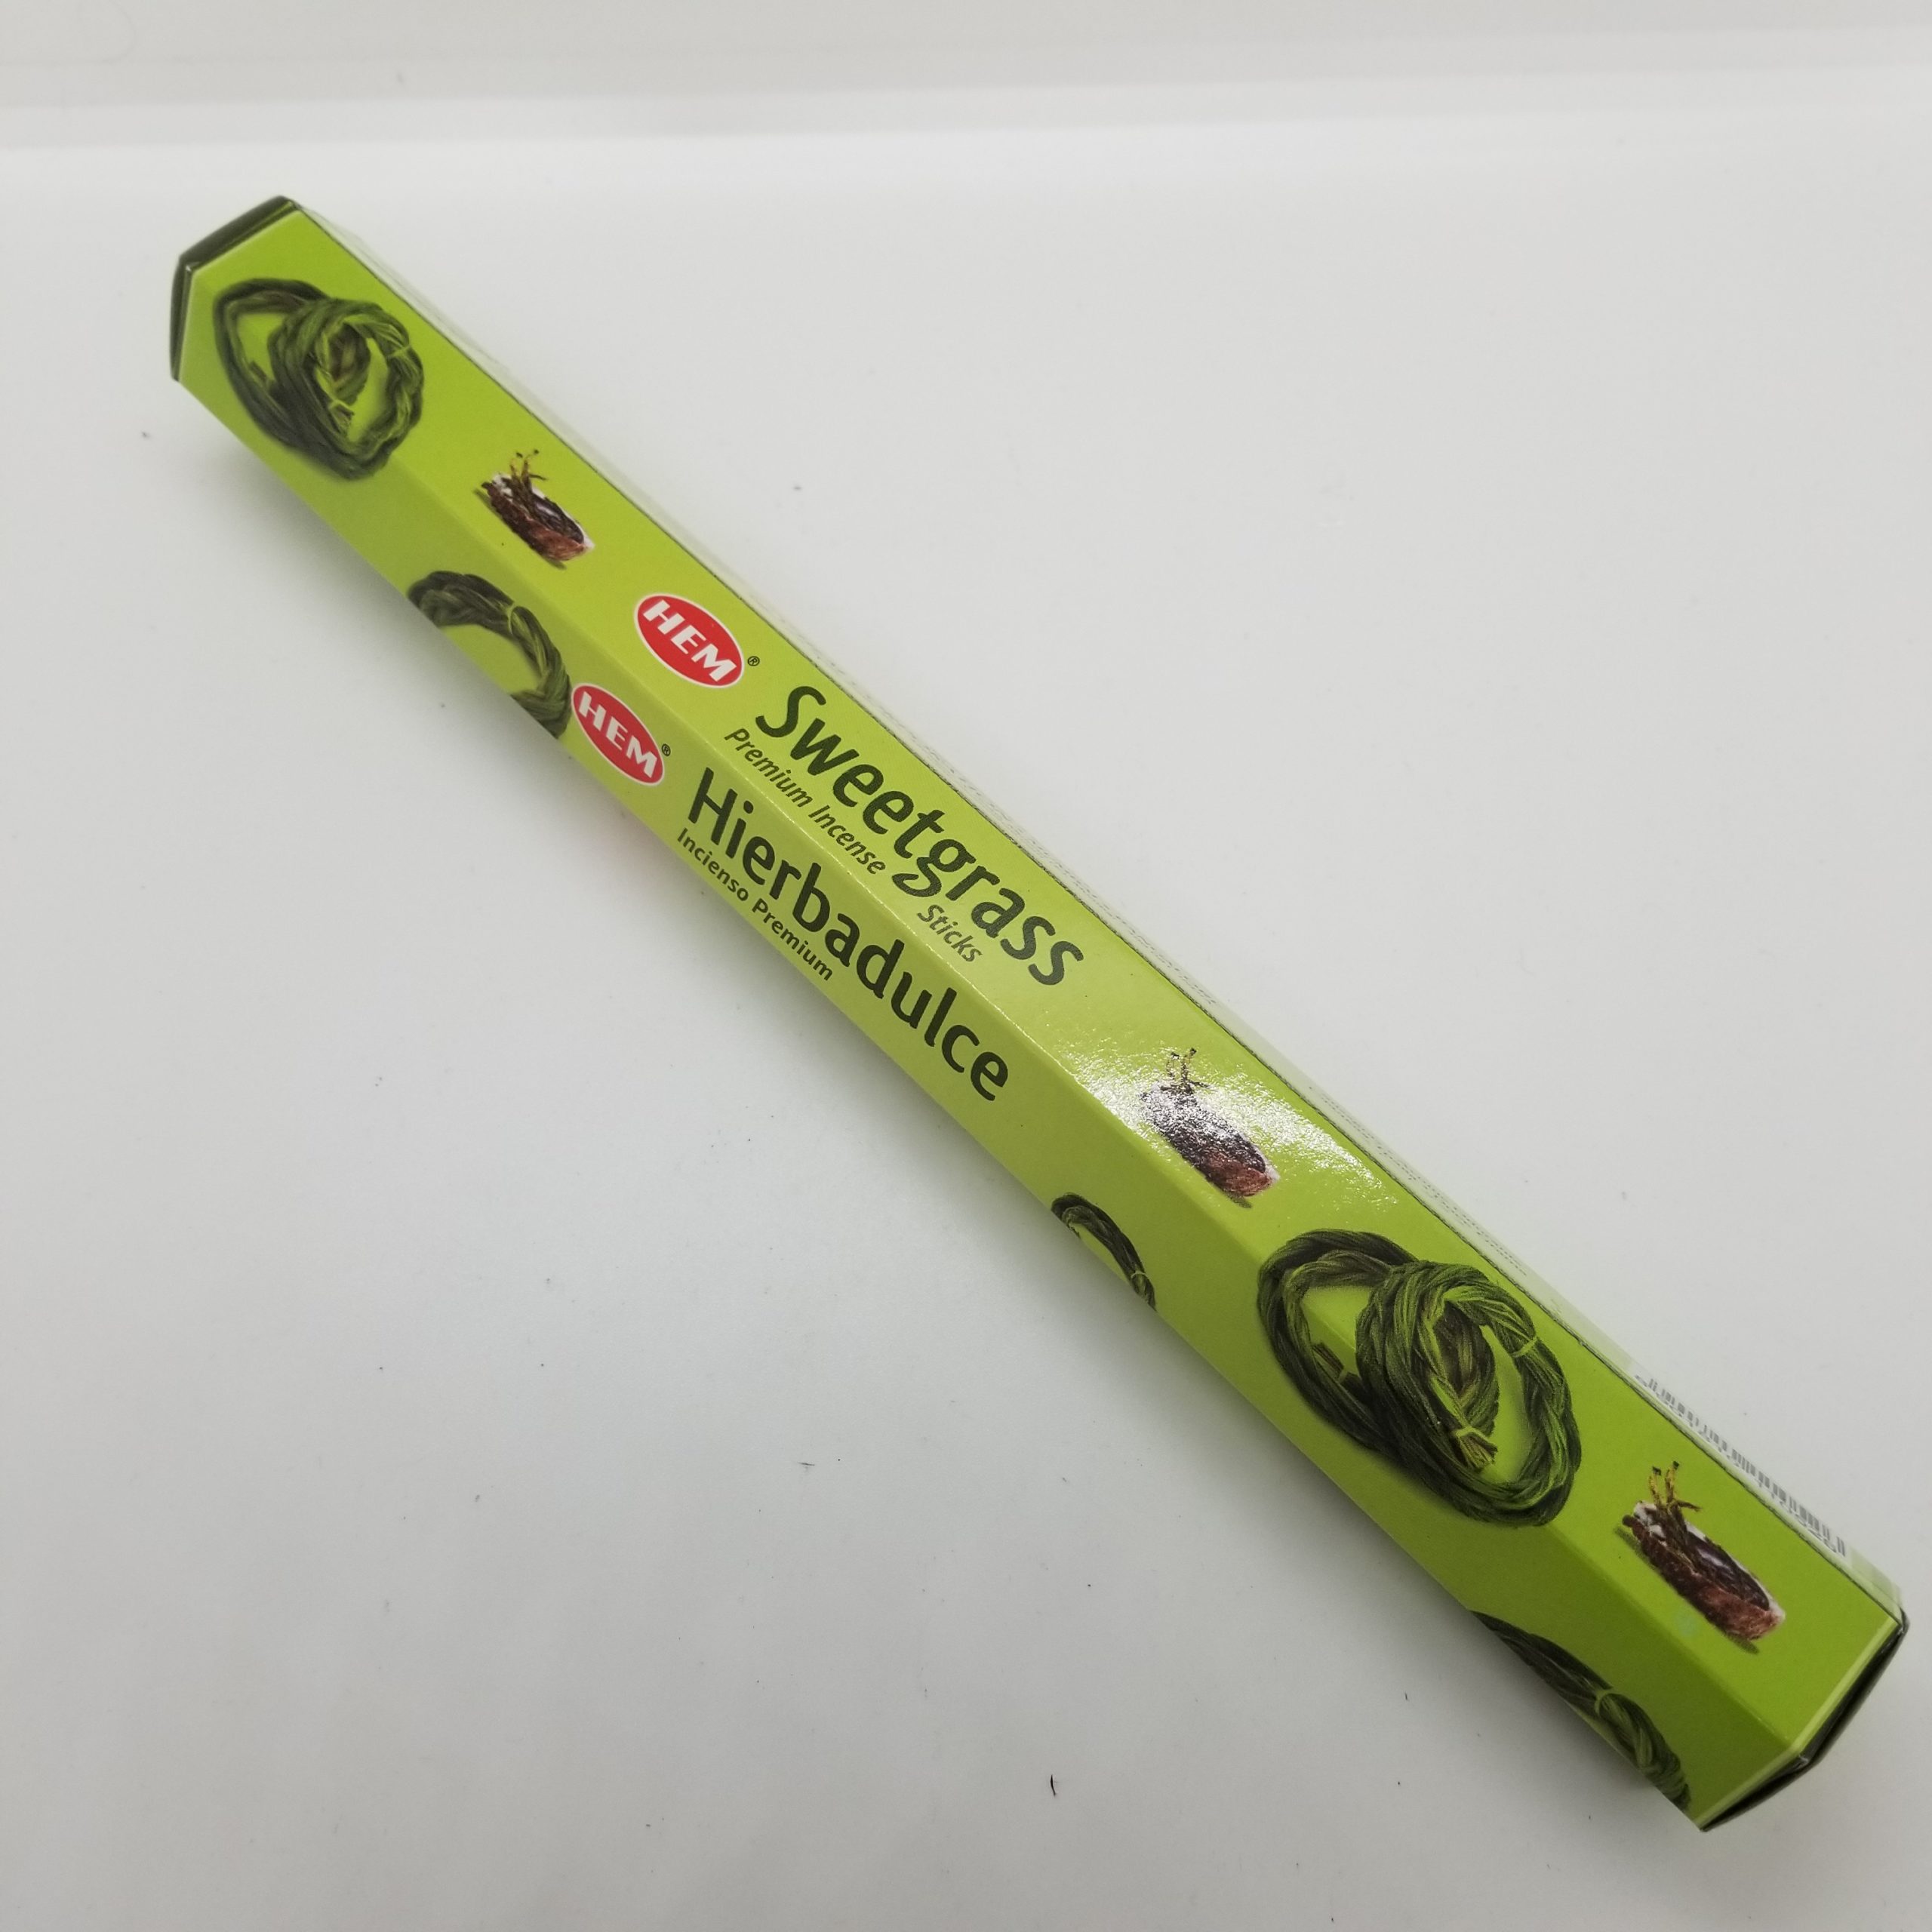 HEM®
Sweetgrass
Premium Incense Sticks
HEM®
Hierbadulce
Incienso Premium